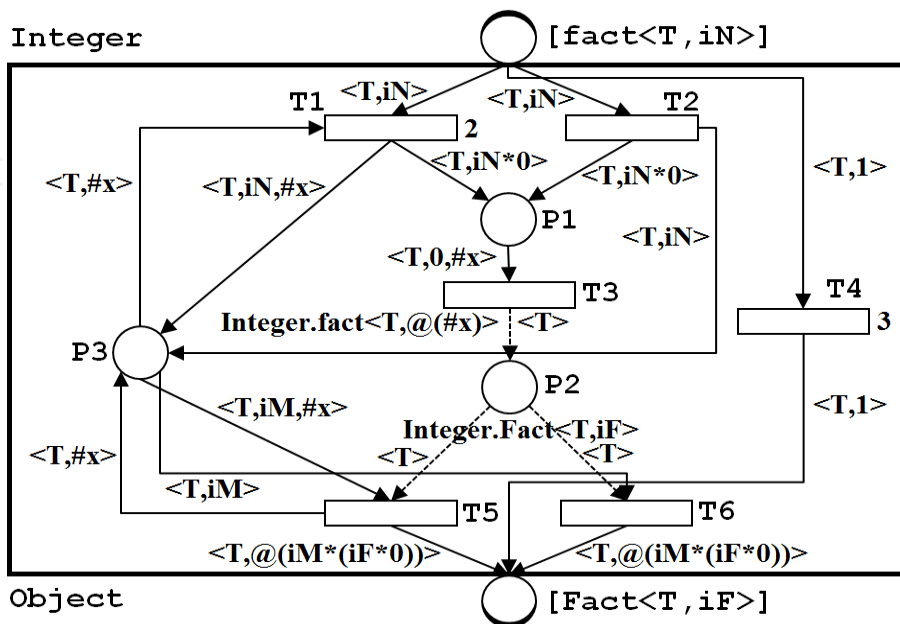 Integer
[fact<T,iN>]
<T,iN>
<T,iN>
T1
T2
2
<T,iN*0>
<T,1>
<T,#x>
<T,iN,#x>
<T,iN*0>
P1
<T,iN>
<T,0,#x>
T3
T4
Integer.fact<T,@(#x)>
<T>
3
P3
P2
<T,iM,#x>
<T,1>
Integer.Fact<T,iF>
<T,#x>
<T>
<T>
<T,iM>
T5
T6
<T,@(iM*(iF*0))>
<T,@(iM*(iF*0))>
Object
[Fact<T,iF>]